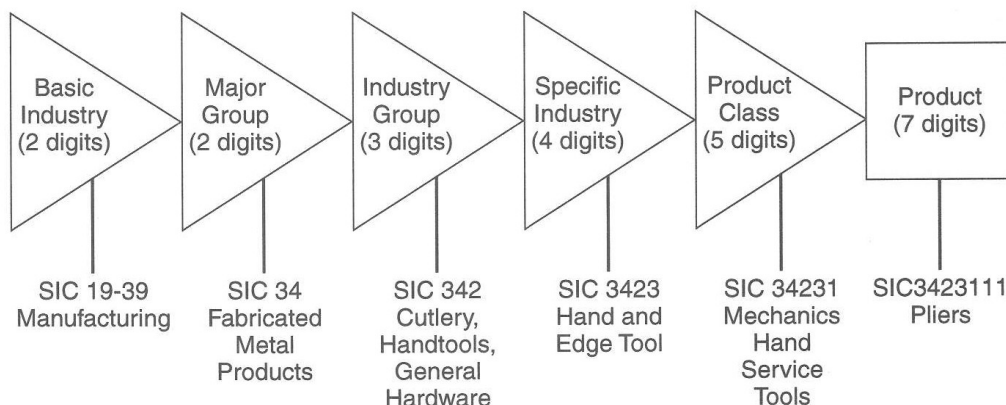 Basic
Industry
(2 digits)
Major
Group
(2 digits)
Industry
Group
(3 digits)
Specific
Industry
(4 digits)
Product
Class
(5 digits)
Product
(7 digits)
SIC 19-39
Manufacturing
SIC 34
Fabricated
Metal
Products
SIC 342
Cutlery,
Handtools,
General
Hardware
SIC 3423
Hand and
Edge Tool
SIC 34231
Mechanics
Hand
Service
Tools
SIC3423111
Pliers